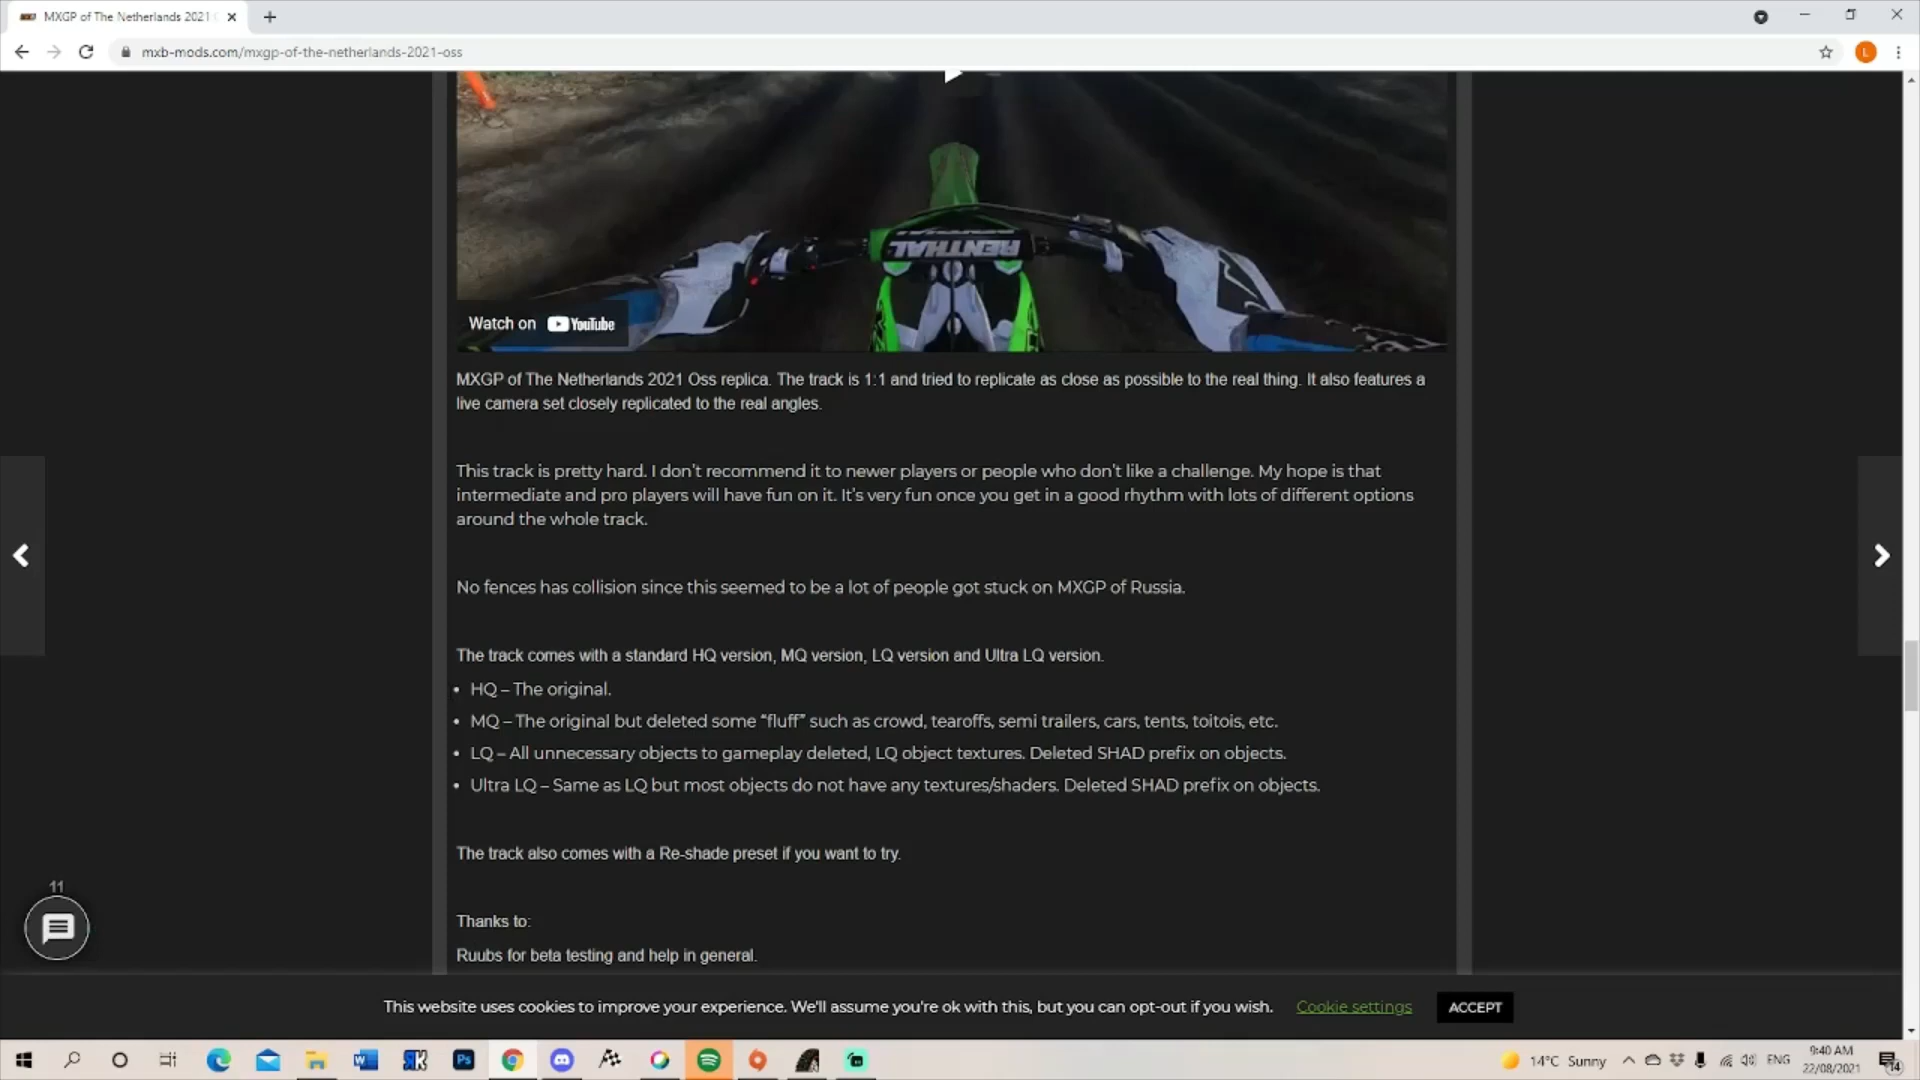 MXGP of The Netherlands 2021
mxb-mods.com/mxgp-of-the-netherlands-2021-oss
L
RENTHAL
Watch on YouTube
MXGP of The Netherlands 2021 Oss replica. The track is 1:1 and tried to replicate as close as possible to the real thing. It also features a
live camera set closely replicated to the real angles.
This track is pretty hard. I don't recommend it to newer players or people who don't like a challenge. My hope is that
intermediate and pro players will have fun on it. It's very fun once you get in a good rhythm with lots of different options
around the whole track.
No fences has collision since this seemed to be a lot of people got stuck on MXGP of Russia.
The track comes with a standard HQ version, MQ version, LQ version and Ultra LQ version.
• HQ – The original.
• MQ – The original but deleted some “fluff” such as crowd, tearoffs, semi trailers, cars, tents, toitois, etc.
• LQ – All unnecessary objects to gameplay deleted, LQ object textures. Deleted SHAD prefix on objects.
• Ultra LQ – Same as LQ but most objects do not have any textures/shaders. Deleted SHAD prefix on objects.
The track also comes with a Re-shade preset if you want to try.
11
Thanks to:
Ruubs for beta testing and help in general.
This website uses cookies to improve your experience. We'll assume you're ok with this, but you can opt-out if you wish. Cookie settings ACCEPT
Ps
14°C Sunny
ENG
9:40 AM
22/08/2021
14